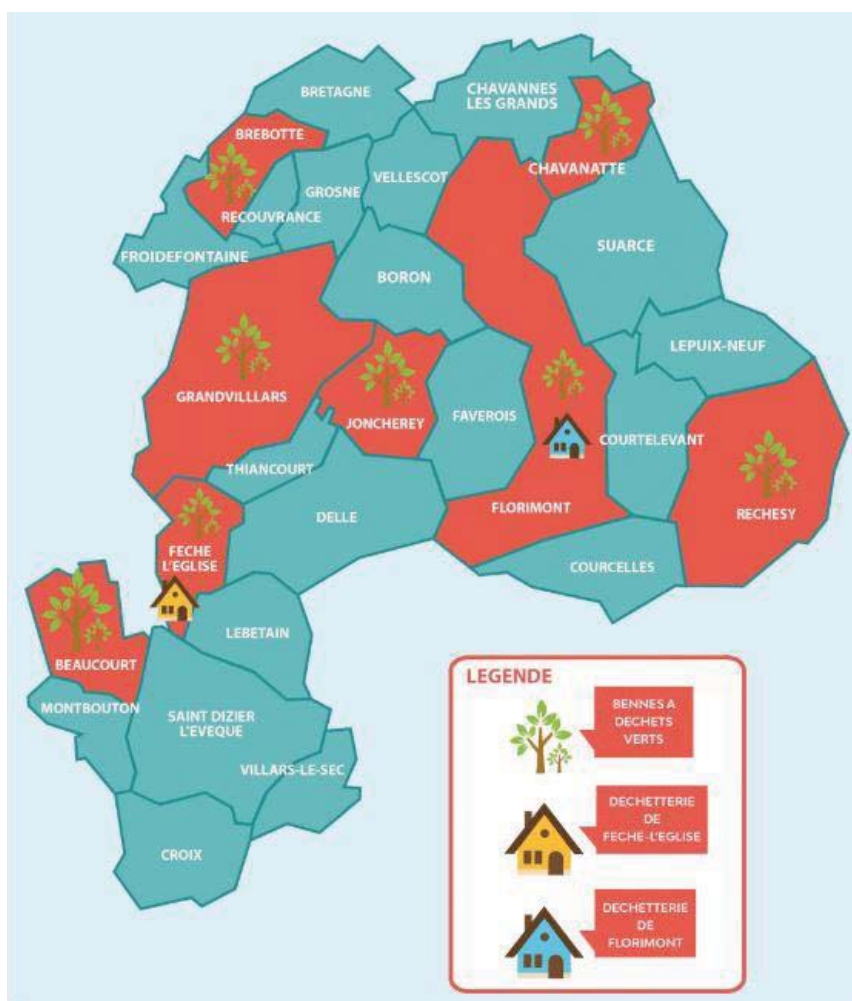 BRETAGNE
CHAVANNES
LES GRANDS
BREBOTTE
CHAVANATTE
VELLESCOT
GROSNE
RECOUVRANCE
SUARCE
FROIDEFONTAINE
BORON
LEPUIX-NEUF
GRANDVILLLARS
JONCHEREY
FAVEROIS
COURTELEVANT
THIANCOURT
FLORIMONT
RECHESY
DELLE
FECHE
L'EGLISE
COURCELLES
LEBETAIN
BEAUCOURT
MONTBOUTON
SAINT DIZIER
L'EVEQUE
VILLARS-LE-SEC
CROIX
LEGENDE
BENNES A
DECHETS
VERTS
DECHETTERIE
DE
FECHE-L'EGLISE
DECHETTERIE
DE
FLORIMONT